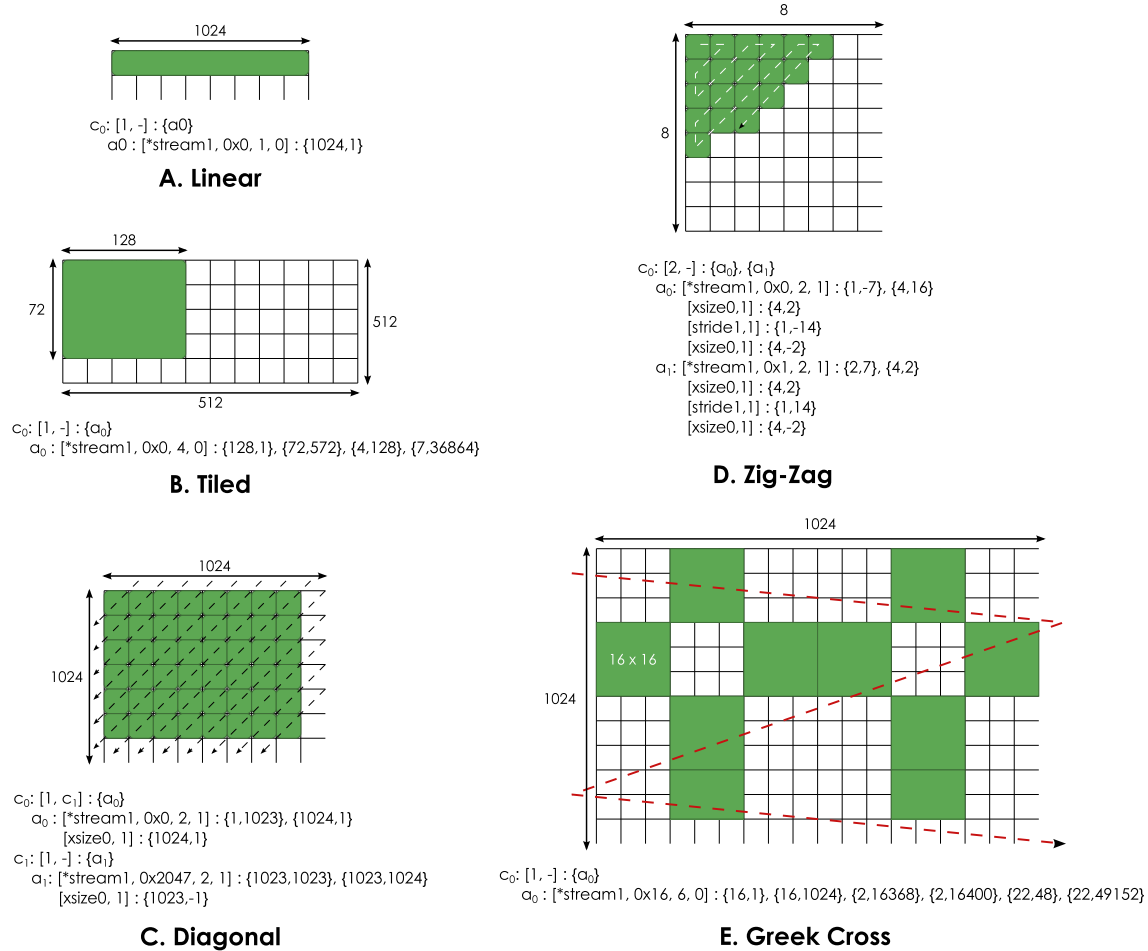 1024
c0: [1, -] : {a0}
a0 : [*stream1, 0x0, 1, 0] : {1024,1}
A. Linear
128
72
512
512
c0: [1, -] : {a0}
a0 : [*stream1, 0x0, 4, 0] : {128,1}, {72,572}, {4,128}, {7,36864}
B. Tiled
1024
1024
c0: [1, c1] : {a0}
a0 : [*stream1, 0x0, 2, 1] : {1,1023}, {1024,1}
[xsize0, 1] : {1024,1}
c1: [1, -] : {a1}
a1: [*stream1, 0x2047, 2, 1] : {1023,1023}, {1023,1024}
[xsize0, 1] : {1023,-1}
C. Diagonal
8
8
c0: [2, -] : {a0}, {a1}
a0: [*stream1, 0x0, 2, 1] : {1,-7}, {4,16}
[xsize0,1] : {4,2}
[stride1,1] : {1,-14}
[xsize0,1] : {4,-2}
a1: [*stream1, 0x1, 2, 1] : {2,7}, {4,2}
[xsize0,1] : {4,2}
[stride1,1] : {1,14}
[xsize0,1] : {4,-2}
D. Zig-Zag
1024
16 x 16
1024
c0: [1, -] : {a0}
a0 : [*stream1, 0x16, 6, 0] : {16,1}, {16,1024}, {2,16368}, {2,16400}, {22,48}, {22,49152}
E. Greek Cross